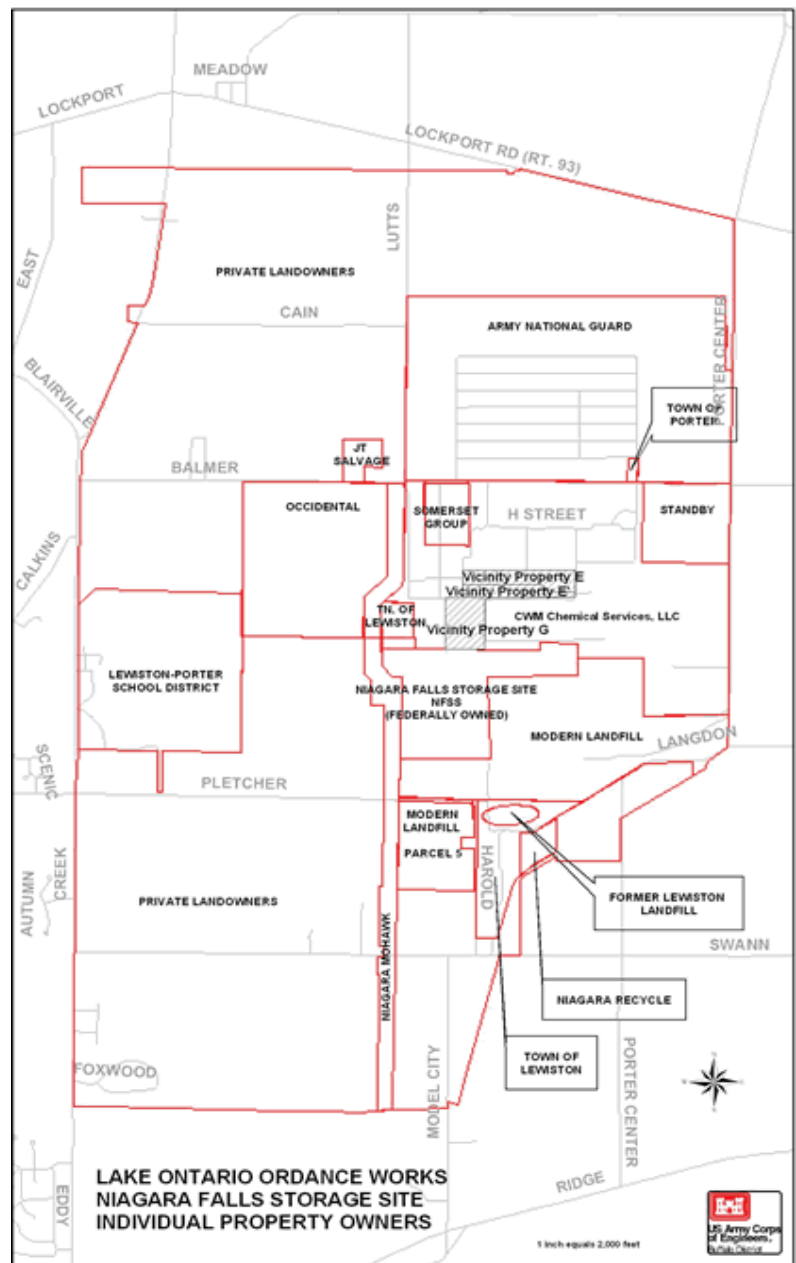 MEADOW
LOCKPORT
LOCKPORT RD (RT. 93)
LUTTS
EAST
PRIVATE LANDOWNERS
CAIN
ARMY NATIONAL GUARD
PORTER CENTER
BLAIRVILLE
TOWN OF
PORTER
JT
SALVAGE
BALMER
OCCIDENTAL
SOMERSET
GROUP
H STREET
STANDBY
CALKINS
Vicinity Property E
Vicinity Property E'
TN. OF
LEWISTON
CWM Chemical Services, LLC
Vicinity Property G
LEWISTON-PORTER
SCHOOL DISTRICT
NIAGARA FALLS STORAGE SITE
NFSS
(FEDERALLY OWNED)
MODERN LANDFILL
LANGDON
SCENIC
PLETCHER
MODERN
LANDFILL
PARCEL 5
HAROLD
AUTUMN
CREEK
PRIVATE LANDOWNERS
FORMER LEWISTON
LANDFILL
SWANN
NIAGARA MOHAWK
NIAGARA RECYCLE
TOWN OF
LEWISTON
FOXWOOD
MODEL CITY
PORTER CENTER
EDDY
RIDGE
LAKE ONTARIO ORDANCE WORKS
NIAGARA FALLS STORAGE SITE
INDIVIDUAL PROPERTY OWNERS
1 inch equals 2,000 feet
US Army Corps
of Engineers.
Buffalo District